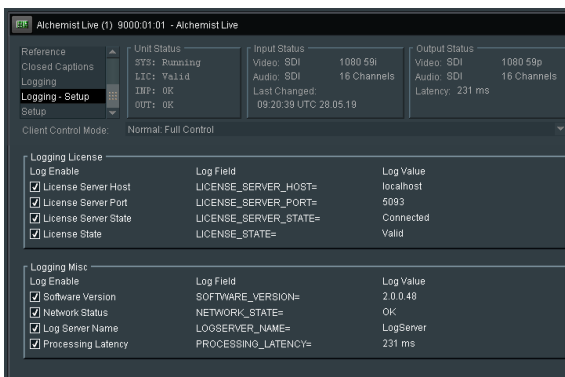 Alchemist Live (1) 9000:01:01 - Alchemist Live
Reference
Closed Captions
Logging
Logging - Setup
Setup
Unit Status
SYS: Running
LIC: Valid
INP: OK
OUT: OK
Input Status
Video: SDI 1080 59i
Audio: SDI 16 Channels
Last Changed:
09:20:39 UTC 28.05.19
Output Status
Video: SDI 1080 59p
Audio: SDI 16 Channels
Latency: 231 ms
Client Control Mode: Normal: Full Control
Logging License
Log Enable Log Field Log Value
License Server Host LICENSE_SERVER_HOST= localhost
License Server Port LICENSE_SERVER_PORT= 5093
License Server State LICENSE_SERVER_STATE= Connected
License State LICENSE_STATE= Valid
Logging Misc
Log Enable Log Field Log Value
Software Version SOFTWARE_VERSION= 2.0.0.48
Network Status NETWORK_STATE= OK
Log Server Name LOGSERVER_NAME= LogServer
Processing Latency PROCESSING_LATENCY= 231 ms